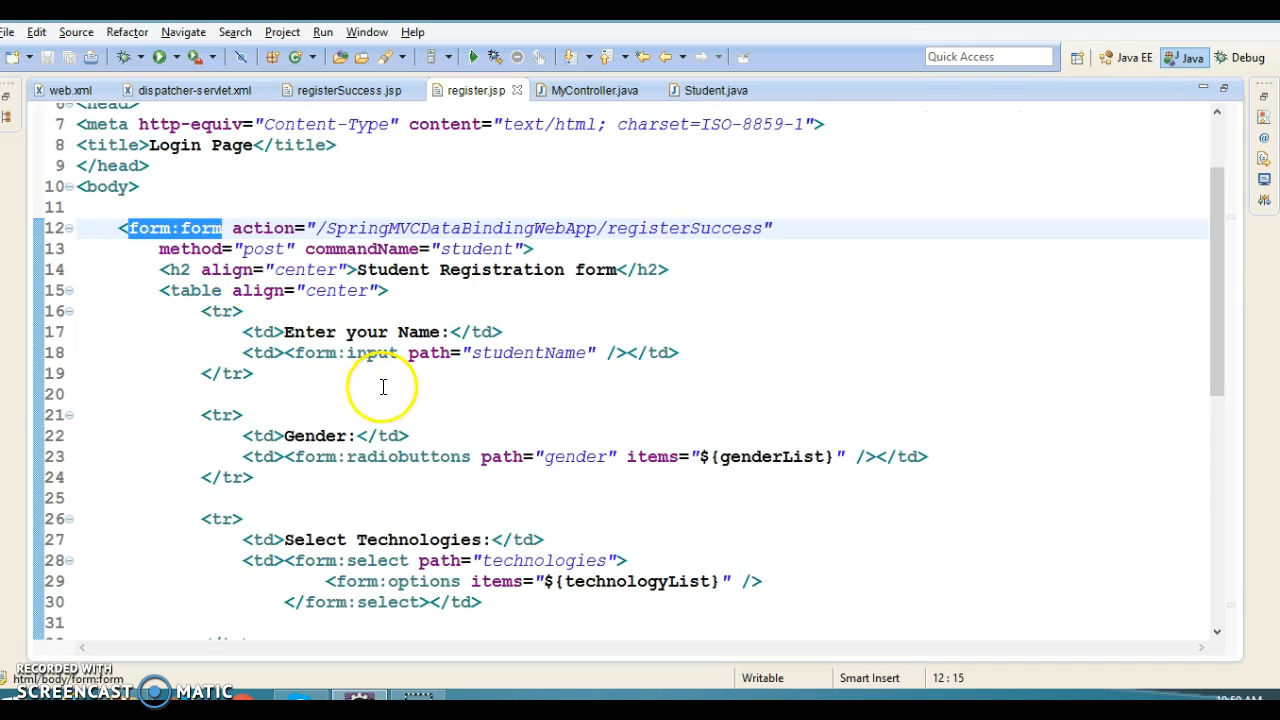 File Edit Source Refactor Navigate Search Project Run Window Help
Quick Access Java EE Java Debug
web.xml dispatcher-servlet.xml registerSuccess.jsp register.jsp MyController.java Student.java
6 <head>
7 <meta http-equiv="Content-Type" content="text/html; charset=ISO-8859-1">
8 <title>Login Page</title>
9 </head>
10 <body>
11
12 <form:form action="/SpringMVCDataBindingWebApp/registerSuccess"
13 method="post" commandName="student">
14 <h2 align="center">Student Registration form</h2>
15 <table align="center">
16 <tr>
17 <td>Enter your Name:</td>
18 <td><form:input path="studentName" /></td>
19 </tr>
20
21 <tr>
22 <td>Gender:</td>
23 <td><form:radiobuttons path="gender" items="${genderList}" /></td>
24 </tr>
25
26 <tr>
27 <td>Select Technologies:</td>
28 <td><form:select path="technologies">
29 <form:options items="${technologyList}" />
30 </form:select></td>
31
html/body/form:form Writable Smart Insert 12 : 15
RECORDED WITH
SCREENCAST MATIC